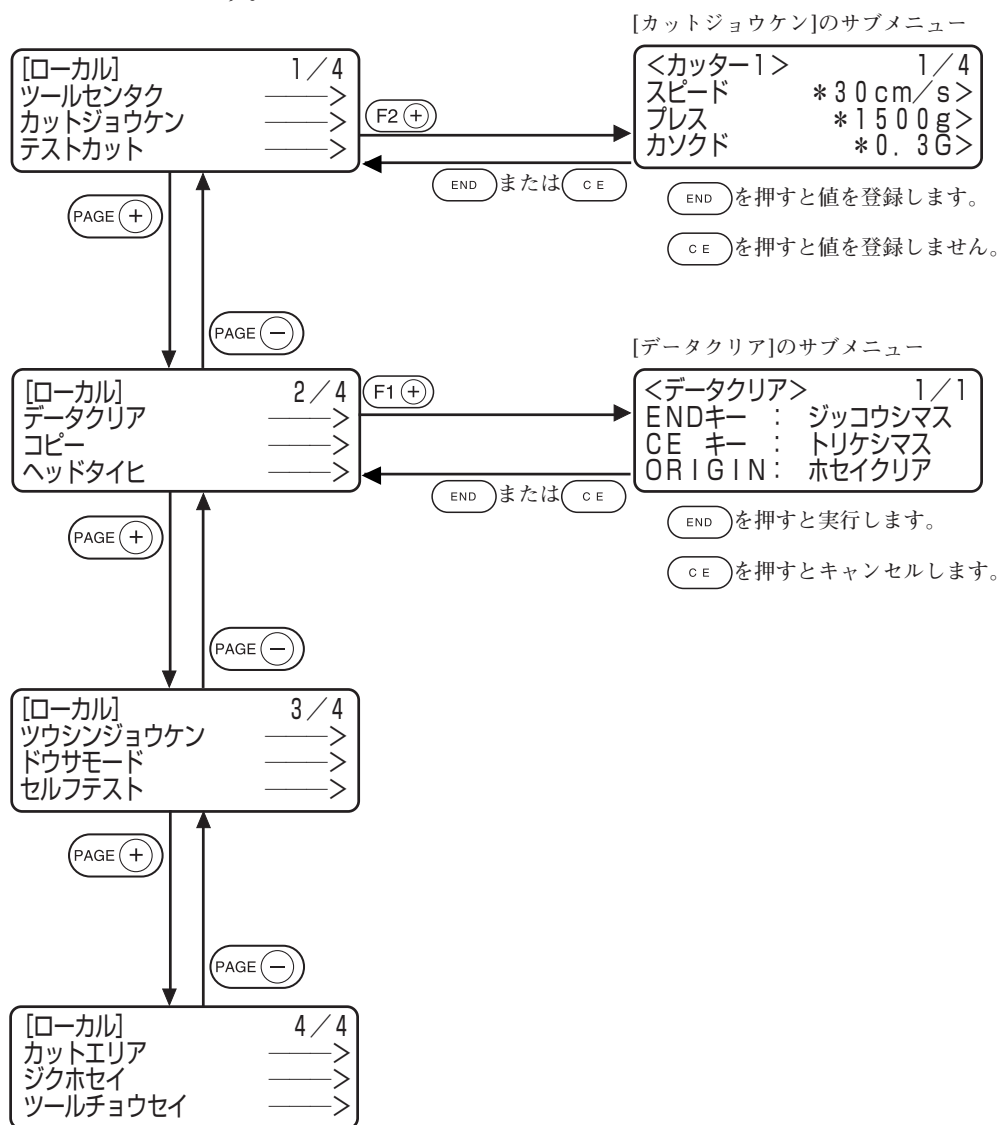 [カットジョウケン]のサブメニュー
[ローカル] 1／4
ツールセンタク ――>
カットジョウケン ――>
テストカット ――>
F2 +
<カッター1> 1／4
スピード *30cm／s>
プレス *1500g>
カソクド *0.3G>
END または CE
END を押すと値を登録します。
CE を押すと値を登録しません。
PAGE +
PAGE −
[データクリア]のサブメニュー
[ローカル] 2／4
データクリア ――>
コピー ――>
ヘッドタイヒ ――>
F1 +
<データクリア> 1／1
ENDキー : ジッコウシマス
CE キー : トリケシマス
ORIGIN: ホセイクリア
END または CE
END を押すと実行します。
CE を押すとキャンセルします。
PAGE +
PAGE −
[ローカル] 3／4
ツウシンジョウケン ――>
ドウサモード ――>
セルフテスト ――>
PAGE +
PAGE −
[ローカル] 4／4
カットエリア ――>
ジクホセイ ――>
ツールチョウセイ ――>